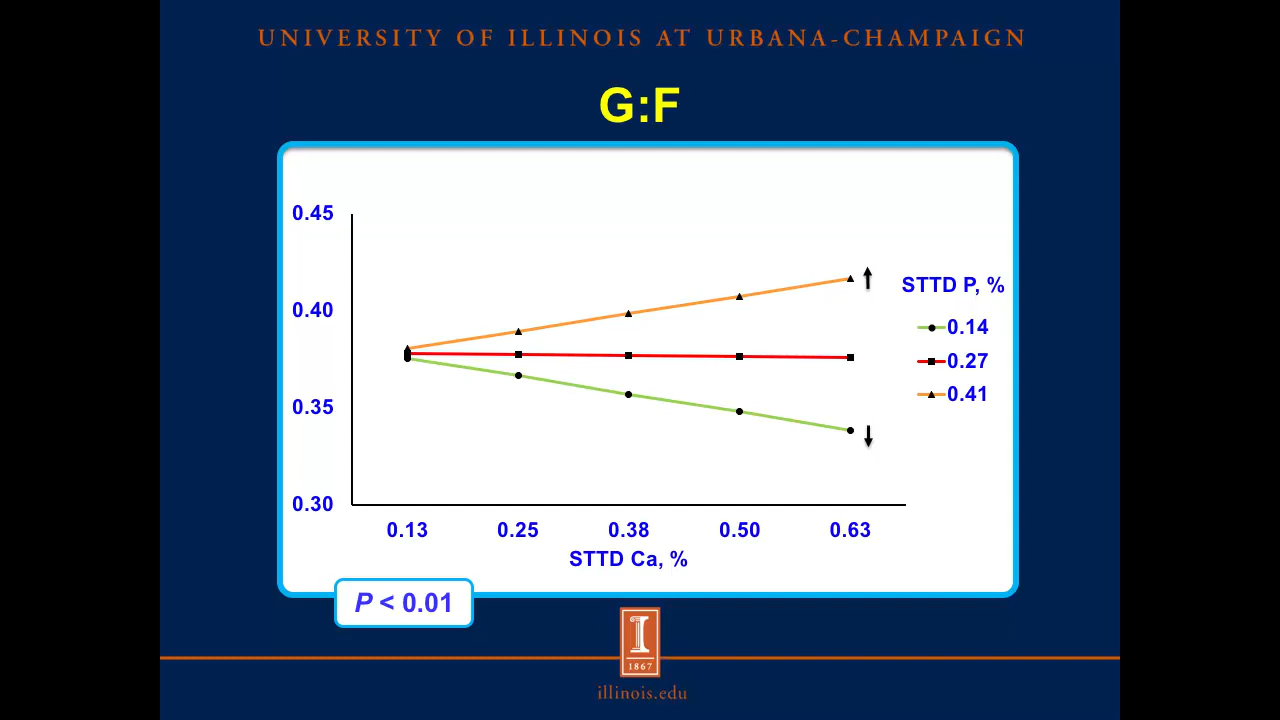 UNIVERSITY OF ILLINOIS AT URBANA-CHAMPAIGN
G:F
0.45
0.40
0.35
0.30
0.13 0.25 0.38 0.50 0.63
STTD Ca, %
STTD P, %
0.14
0.27
0.41
P < 0.01
I
1867
illinois.edu